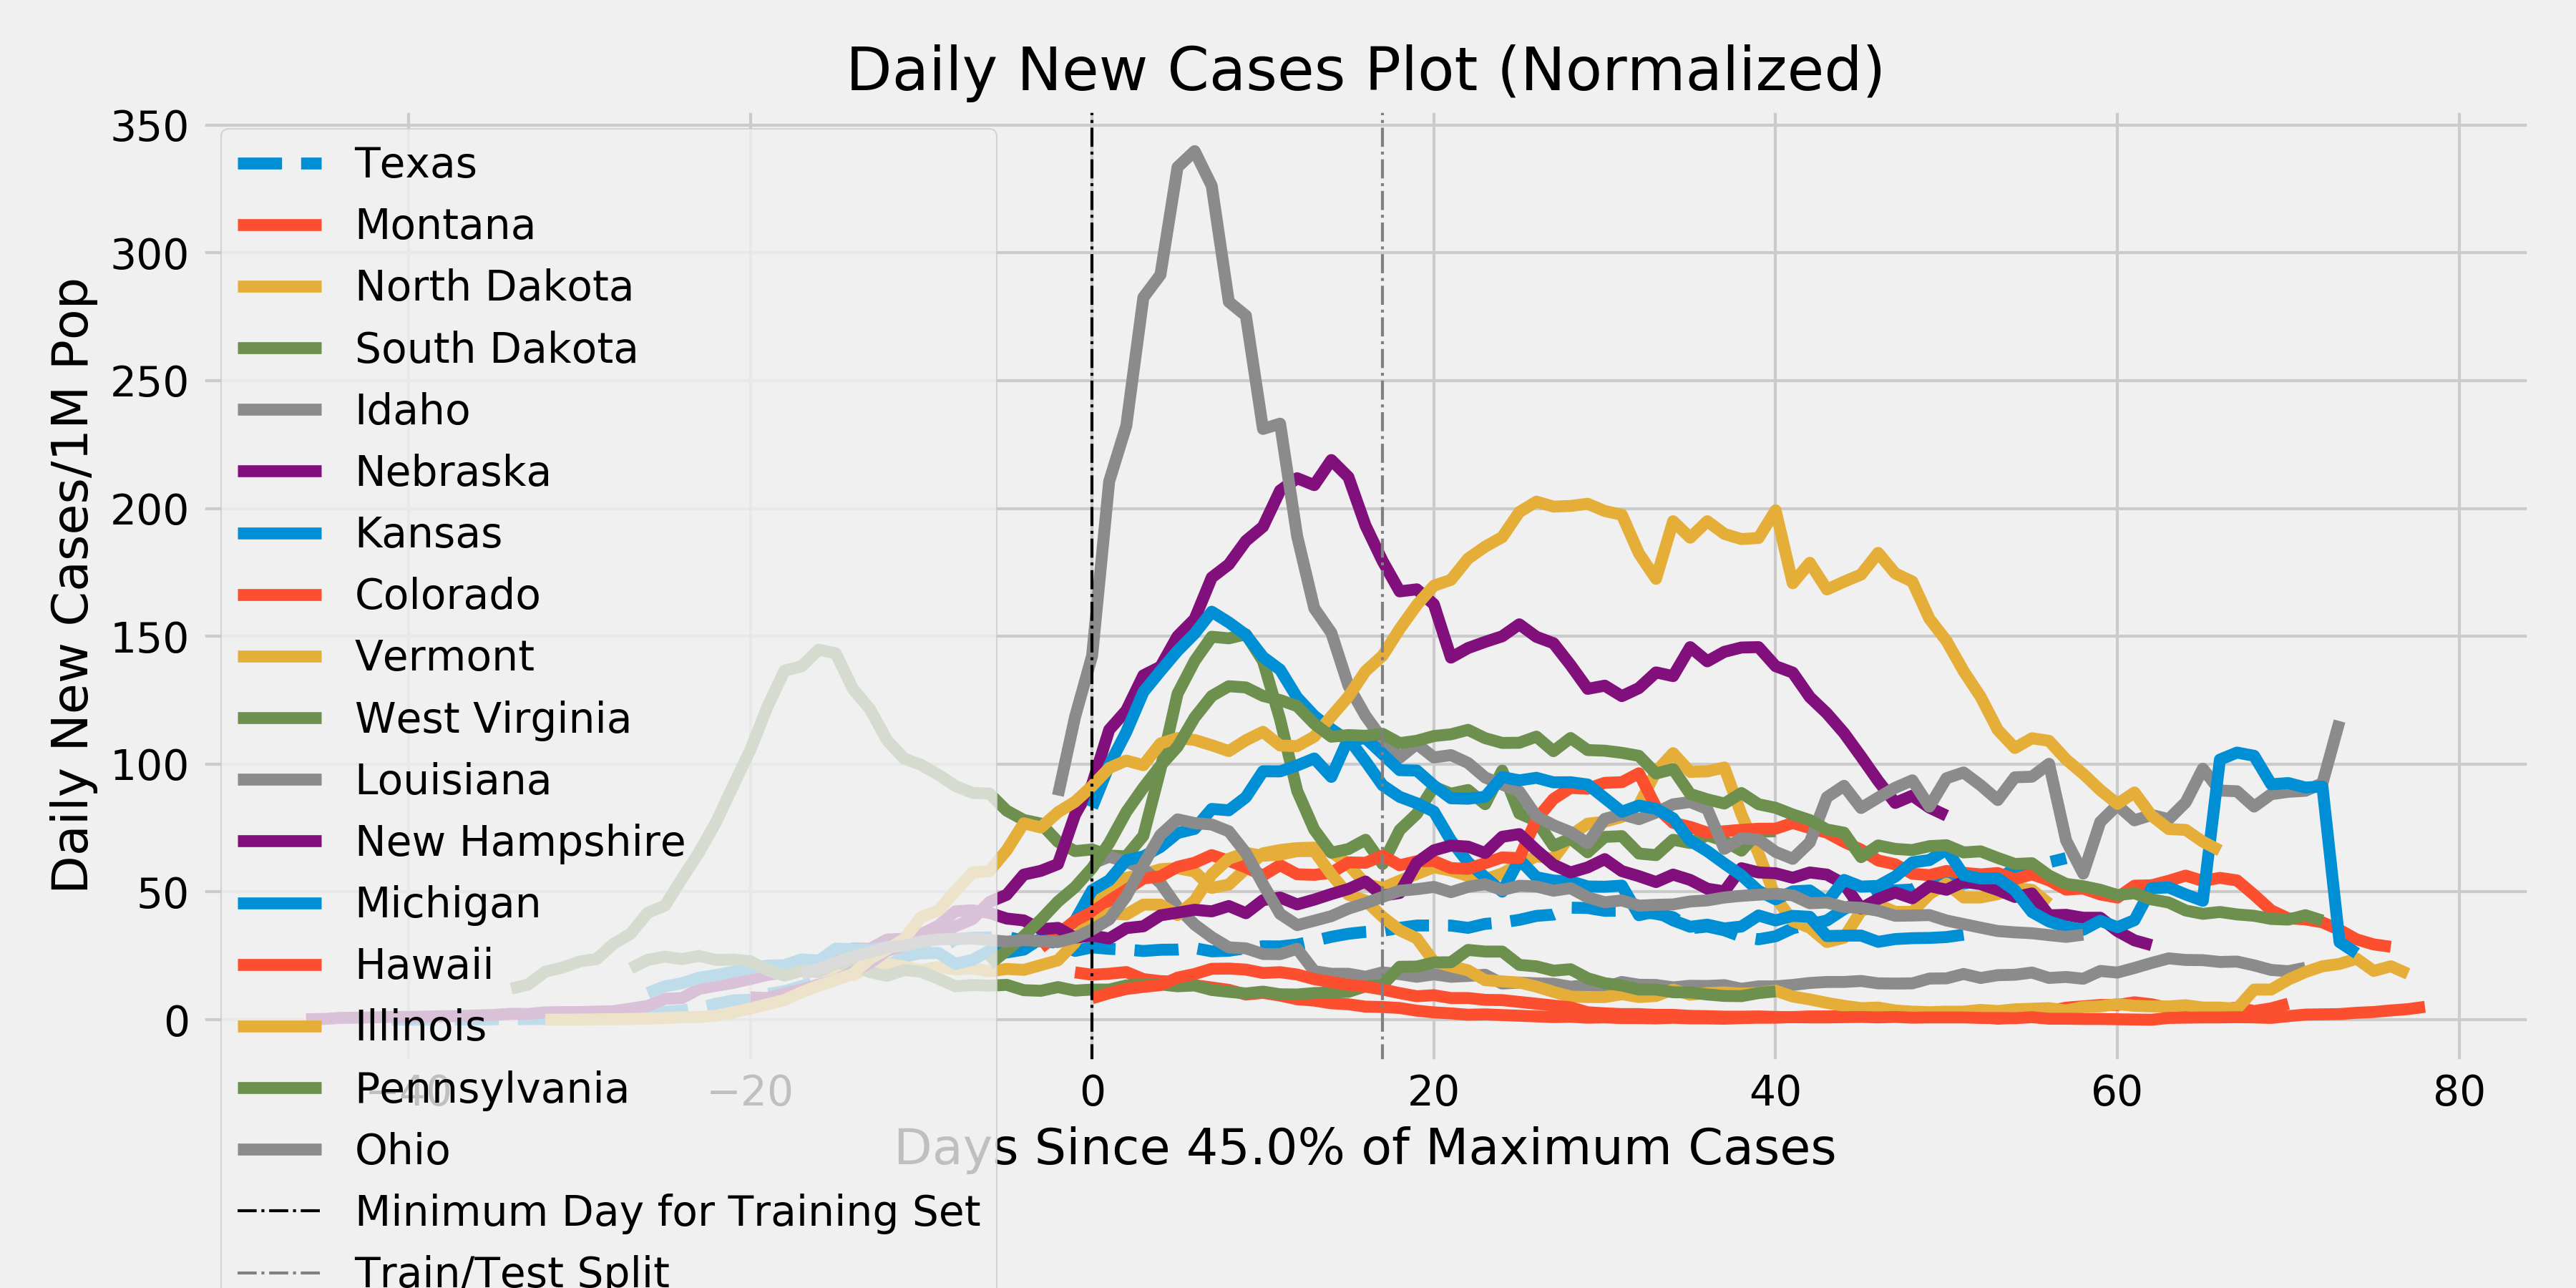 Daily New Cases Plot (Normalized)
Daily New Cases/1M Pop
350
300
250
200
150
100
50
0
Texas
Montana
North Dakota
South Dakota
Idaho
Nebraska
Kansas
Colorado
Vermont
West Virginia
Louisiana
New Hampshire
Michigan
Hawaii
Illinois
Pennsylvania
Ohio
Minimum Day for Training Set
Train/Test Split
−40 −20 0 20 40 60 80
Days Since 45.0% of Maximum Cases